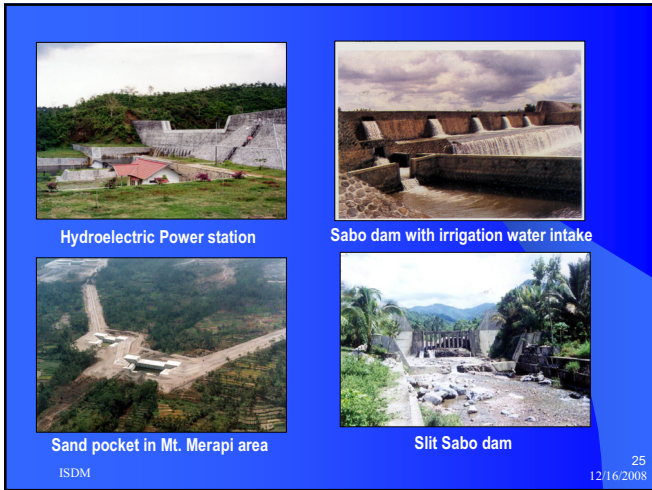 Hydroelectric Power station
Sabo dam with irrigation water intake
Sand pocket in Mt. Merapi area
Slit Sabo dam
ISDM
25
12/16/2008